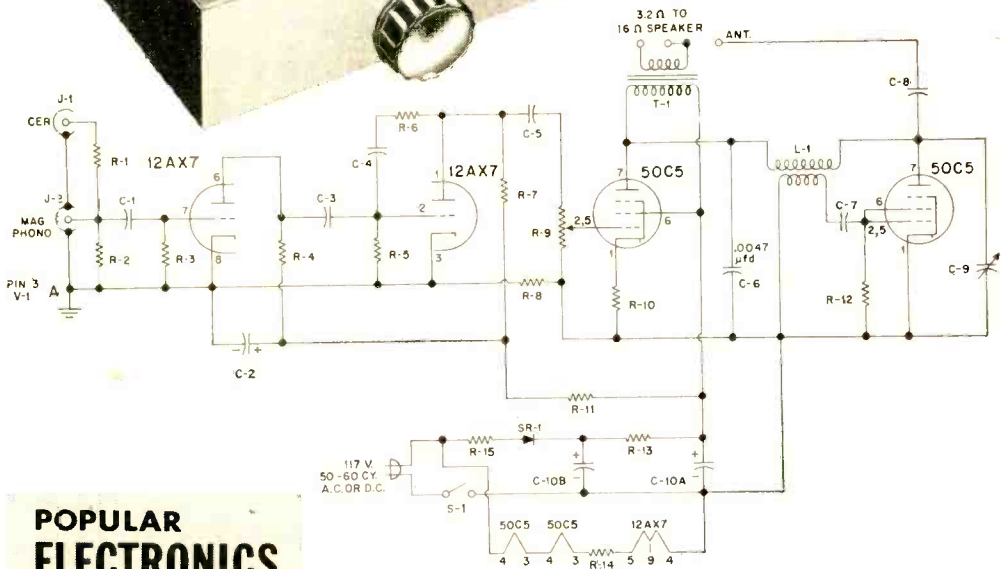 3.2 Ω TO
16 Ω SPEAKER
ANT.
J-1
CER
R-1
12AX7
R-6
C-4
C-5
T-1
C-8
12AX7
L-1
50C5
50C5
6
1
7
7
J-2
C-1
C-3
R-7
C-7
6
MAG
PHONO
7
2
R-9
2,5
6
2,5
.0047
μfd
C-6
C-9
R-2
R-3
8
R-4
R-5
3
1
1
PIN 3
V-1
A
R-8
R-10
R-12
-
+
C-2
R-11
SR-1
R-15
R-13
117 V.
50-60 CY.
A.C. OR D.C.
+
-
C-10B
+
-
C-10A
S-1
50C5
50C5
12AX7
4
3
4
3
R-14
5
9
4
POPULAR
ELECTRONICS